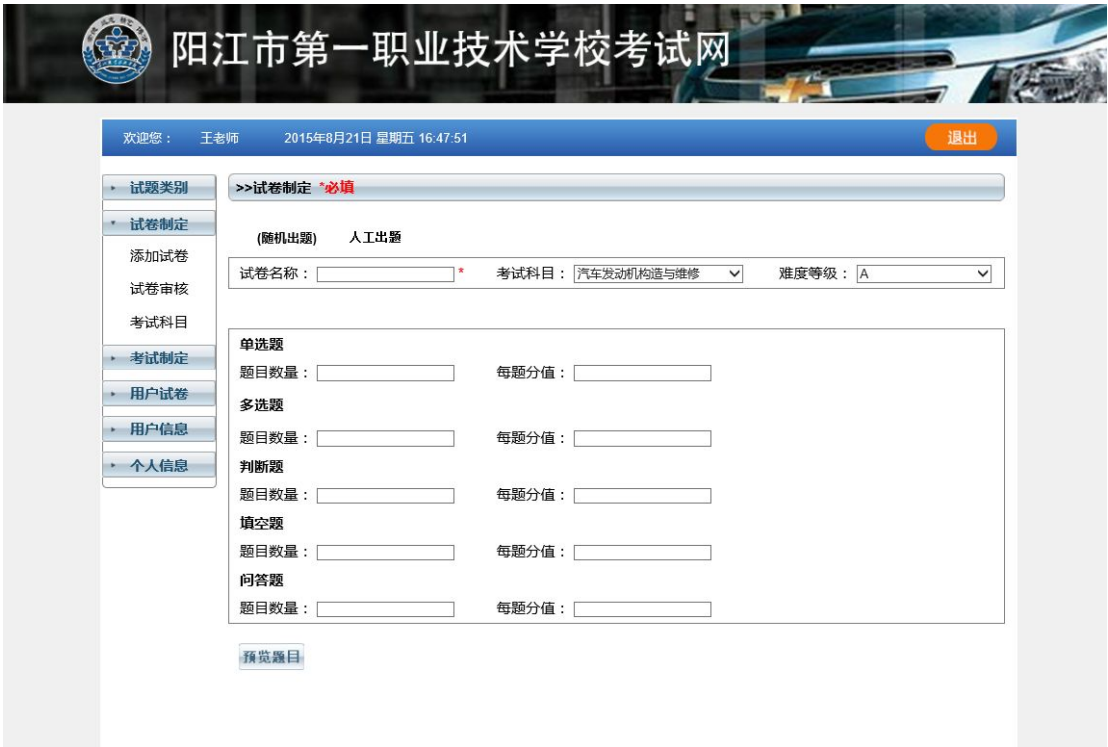 阳江市第一职业技术学校考试网
欢迎您： 王老师 2015年8月21日 星期五 16:47:51 退出
试题类别
试卷制定
添加试卷
试卷审核
考试科目
考试制定
用户试卷
用户信息
个人信息
>>试卷制定 *必填
(随机出题) 人工出题
试卷名称： * 考试科目： 汽车发动机构造与维修 难度等级： A
单选题
题目数量： 每题分值：
多选题
题目数量： 每题分值：
判断题
题目数量： 每题分值：
填空题
题目数量： 每题分值：
问答题
题目数量： 每题分值：
预览题目